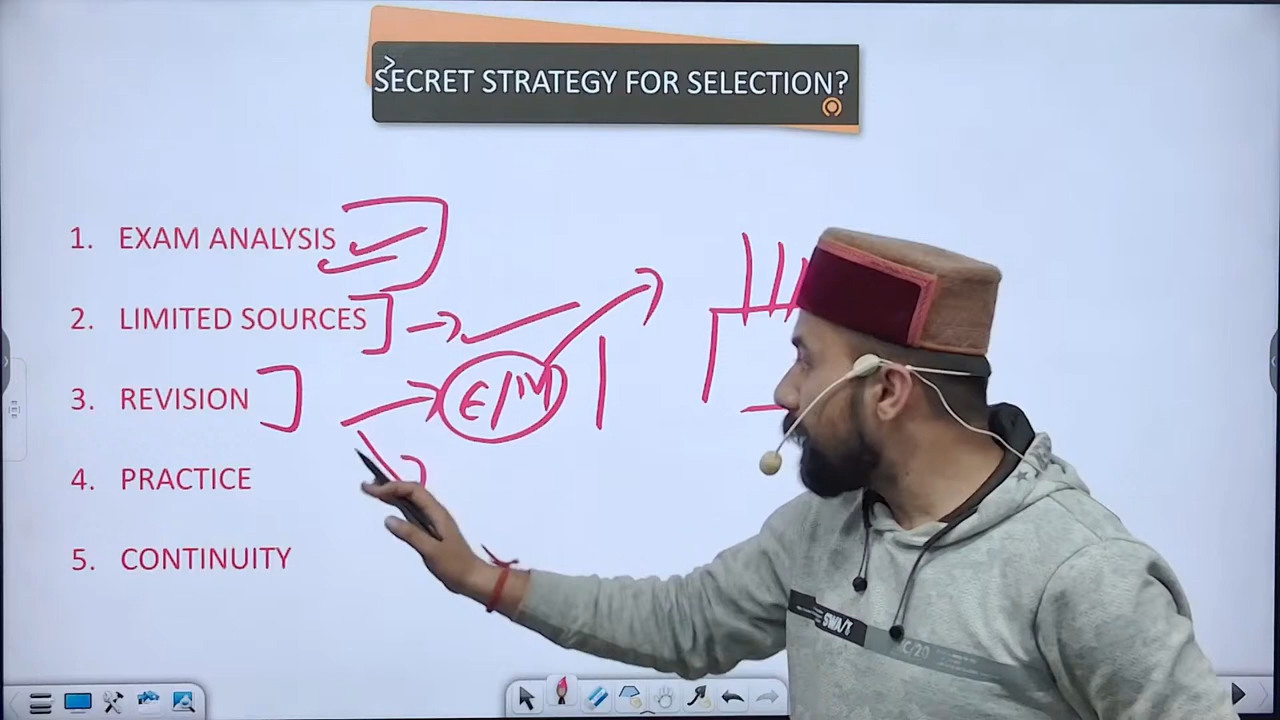 SECRET STRATEGY FOR SELECTION?
1. EXAM ANALYSIS
2. LIMITED SOURCES
3. REVISION
4. PRACTICE
5. CONTINUITY